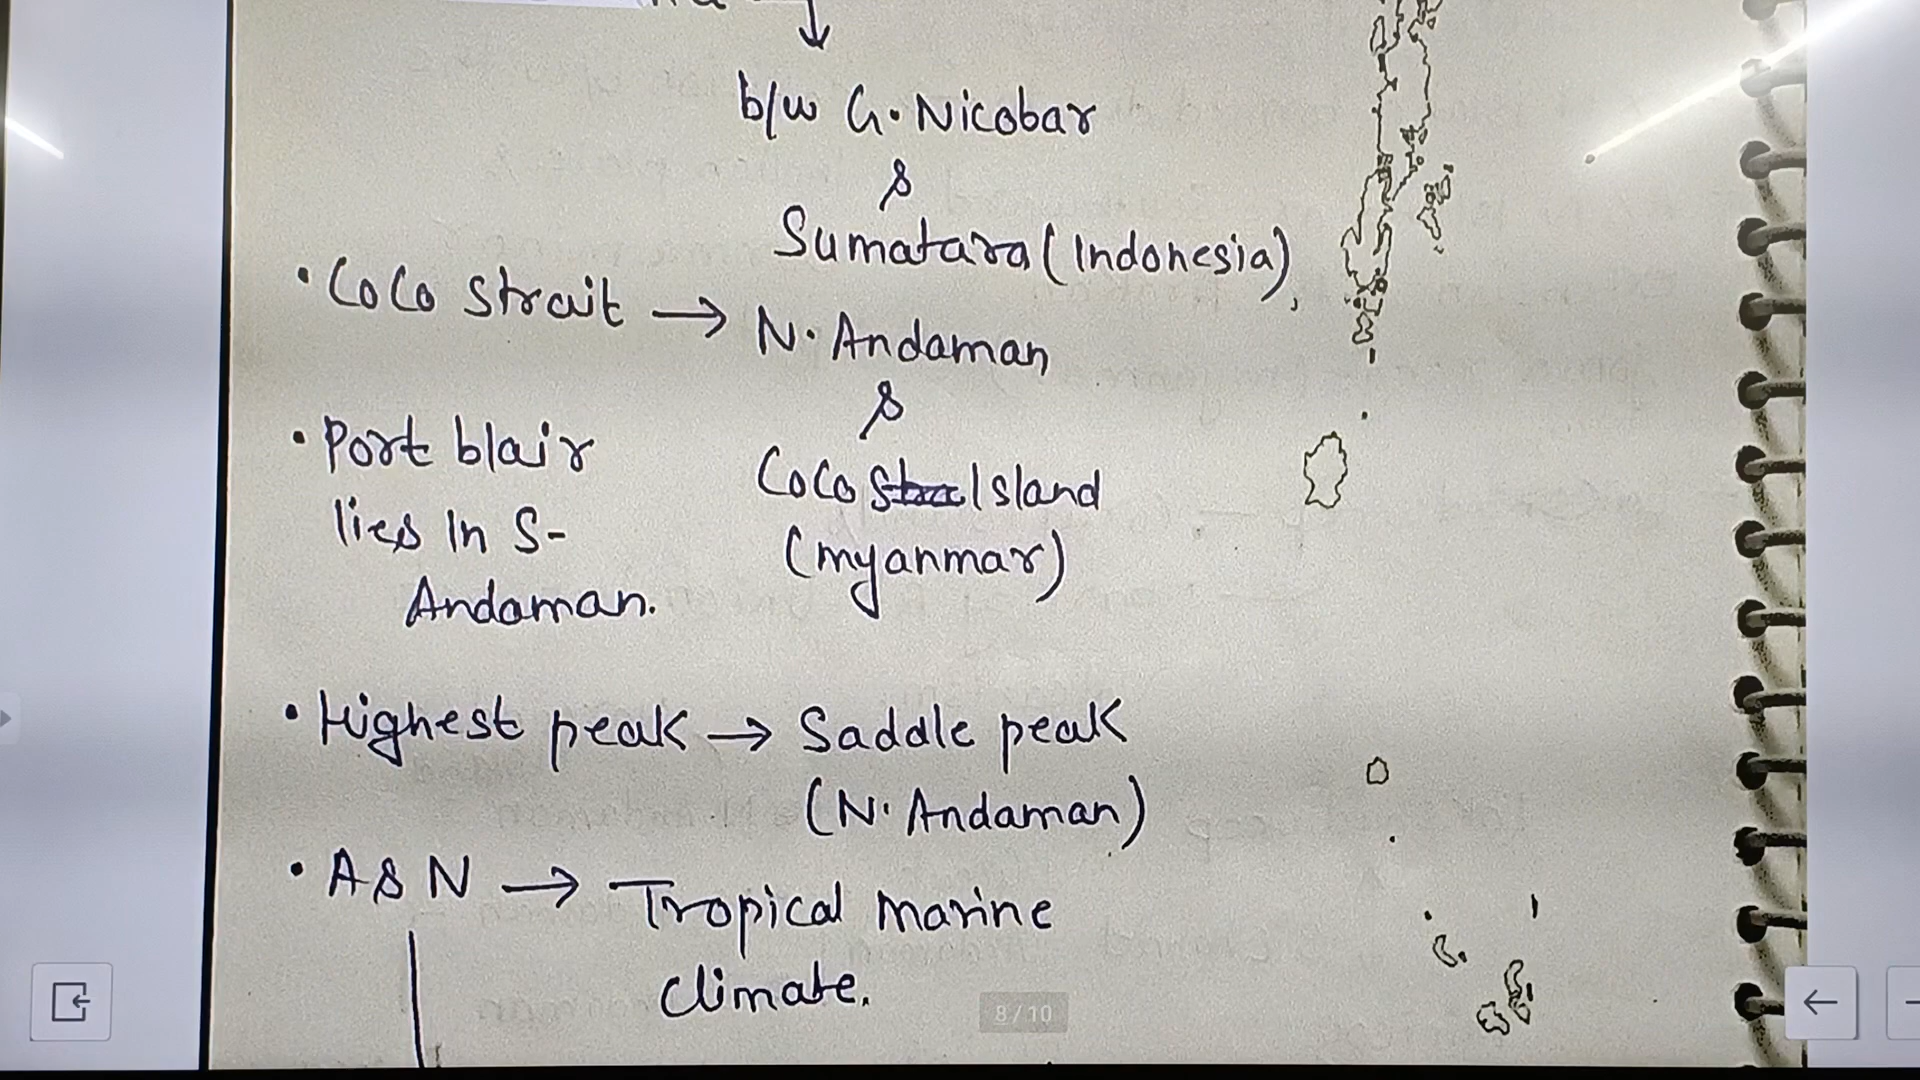 b/w G. Nicobar
&
Sumatara (Indonesia),
• CoCo strait → N. Andaman
&
CoCo Island
(myanmar)
• Port blair
lies In S-
Andaman.
• Highest peak → Saddle peak
(N. Andaman)
• A & N → Tropical marine
climate.
8 / 10